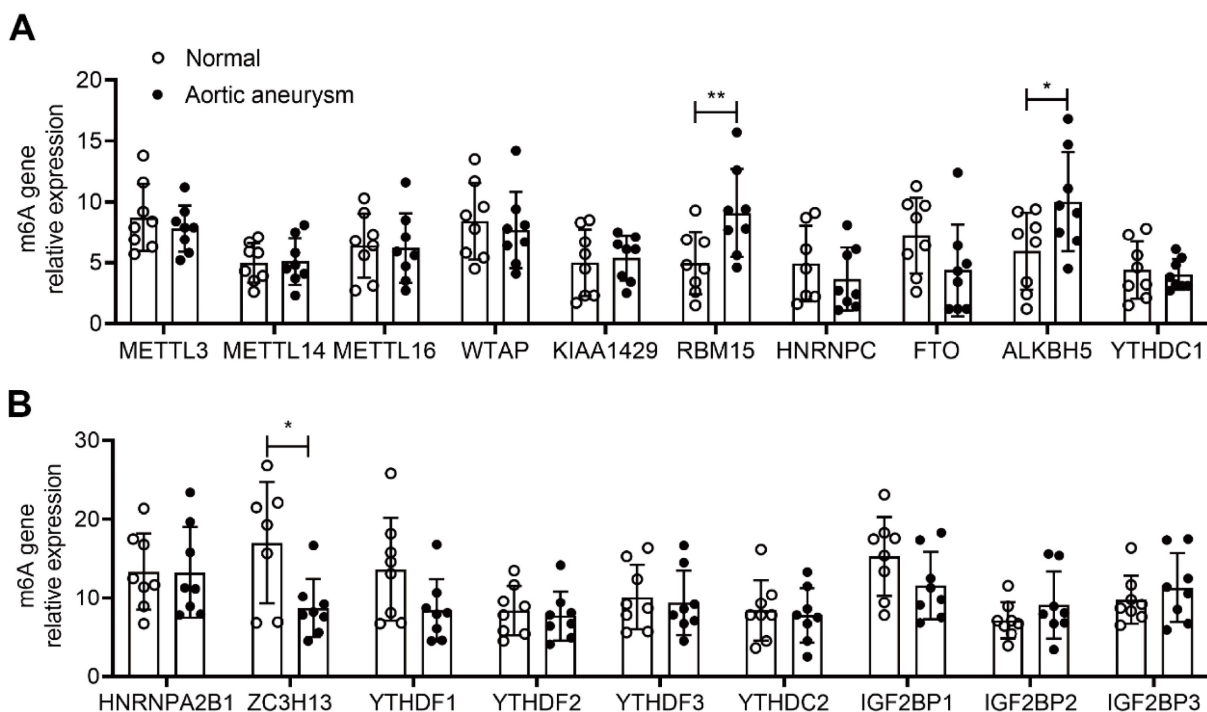 A
Normal
Aortic aneurysm
m6A gene
relative expression
20
15
10
5
0
**
*
METTL3 METTL14 METTL16 WTAP KIAA1429 RBM15 HNRNPC FTO ALKBH5 YTHDC1
B
m6A gene
relative expression
30
20
10
0
*
HNRNPA2B1 ZC3H13 YTHDF1 YTHDF2 YTHDF3 YTHDC2 IGF2BP1 IGF2BP2 IGF2BP3